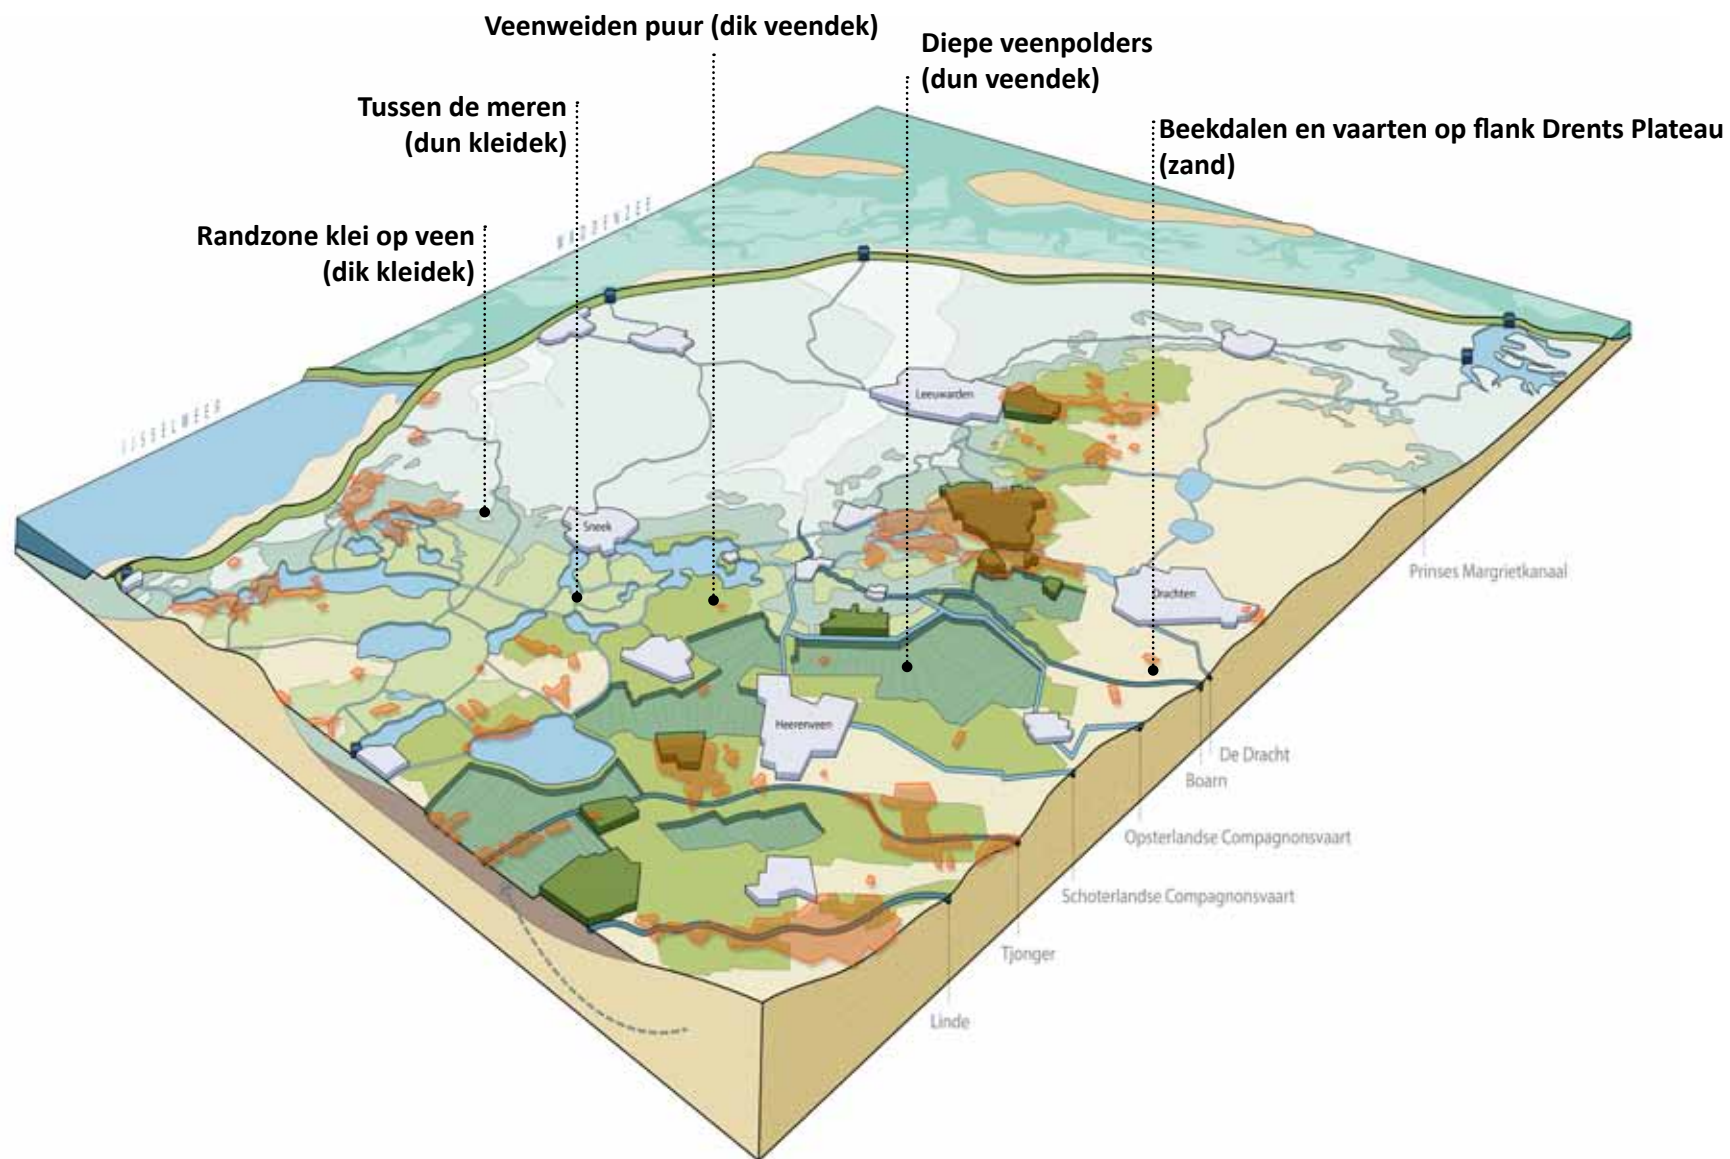 Veenweiden puur (dik veendek)
Diepe veenpolders
(dun veendek)
Tussen de meren
(dun kleidek)
Beekdalen en vaarten op flank Drents Plateau
(zand)
Randzone klei op veen
(dik kleidek)
WADDENZEE
IJSSELMEER
Leeuwarden
Sneek
Drachten
Heerenveen
Prinses Margrietkanaal
De Dracht
Boarn
Opsterlandse Compagnonsvaart
Schoterlandse Compagnonsvaart
Tjonger
Linde